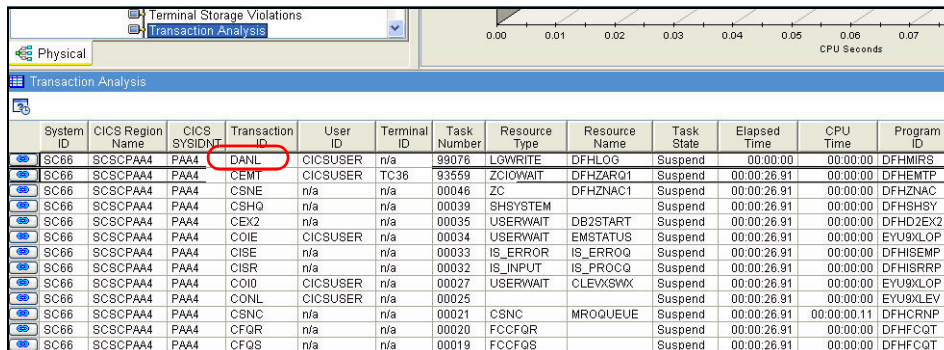 Terminal Storage Violations
Transaction Analysis
Physical
0.00 0.01 0.02 0.03 0.04 0.05 0.06 0.07
CPU Seconds
Transaction Analysis
System ID CICS Region Name CICS SYSIDNT Transaction ID User ID Terminal ID Task Number Resource Type Resource Name Task State Elapsed Time CPU Time Program ID
SC66 SCSCPAA4 PAA4 DANL CICSUSER n/a 99076 LGWRITE DFHLOG Suspend 00:00:00 00:00:00 DFHMIRS
SC66 SCSCPAA4 PAA4 CEMT CICSUSER TC36 93559 ZCIOWAIT DFHZARQ1 Suspend 00:00:26.91 00:00:00 DFHEMTP
SC66 SCSCPAA4 PAA4 CSNE n/a n/a 00046 ZC DFHZNAC1 Suspend 00:00:26.91 00:00:00 DFHZNAC
SC66 SCSCPAA4 PAA4 CSHQ n/a n/a 00039 SHSYSTEM Suspend 00:00:26.91 00:00:00 DFHSHSY
SC66 SCSCPAA4 PAA4 CEX2 n/a n/a 00035 USERWAIT DB2START Suspend 00:00:26.91 00:00:00 DFHD2EX2
SC66 SCSCPAA4 PAA4 COIE CICSUSER n/a 00034 USERWAIT EMSTATUS Suspend 00:00:26.91 00:00:00 EYU9XLOP
SC66 SCSCPAA4 PAA4 CISE n/a n/a 00033 IS_ERROR IS_ERROQ Suspend 00:00:26.91 00:00:00 DFHISEMP
SC66 SCSCPAA4 PAA4 CISR n/a n/a 00032 IS_INPUT IS_PROCQ Suspend 00:00:26.91 00:00:00 DFHISRRP
SC66 SCSCPAA4 PAA4 COI0 CICSUSER n/a 00027 USERWAIT CLEVXSWX Suspend 00:00:26.91 00:00:00 EYU9XLOP
SC66 SCSCPAA4 PAA4 CONL CICSUSER n/a 00025 Suspend 00:00:26.91 00:00:00 EYU9XLEV
SC66 SCSCPAA4 PAA4 CSNC n/a n/a 00021 CSNC MROQUEUE Suspend 00:00:26.91 00:00:00.11 DFHCRNP
SC66 SCSCPAA4 PAA4 CFQR n/a n/a 00020 FCCFQR Suspend 00:00:26.91 00:00:00 DFHFCQT
SC66 SCSCPAA4 PAA4 CFQS n/a n/a 00019 FCCFQS Suspend 00:00:26.91 00:00:00 DFHFCQT